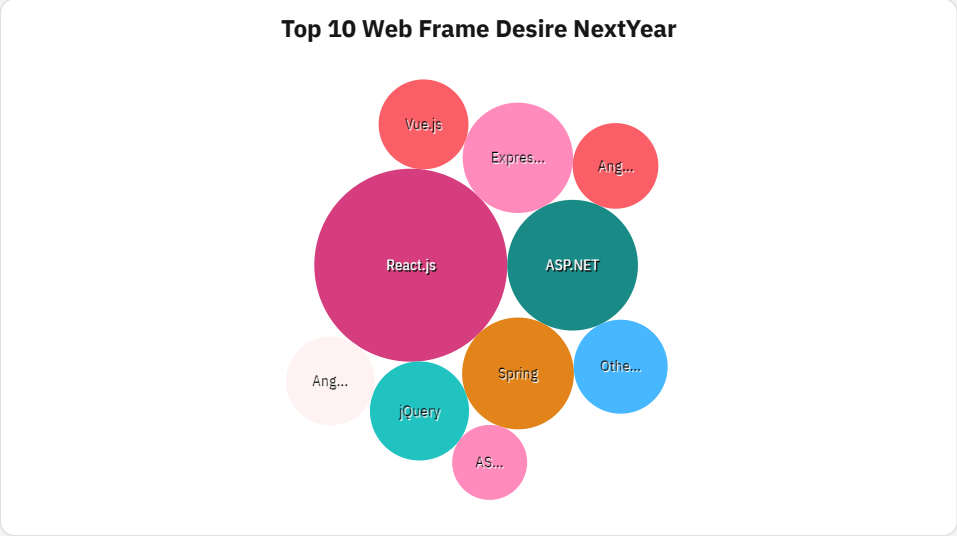 Top 10 Web Frame Desire NextYear
Vue.js
Expres...
Ang...
React.js
ASP.NET
Spring
Othe...
Ang...
jQuery
AS...